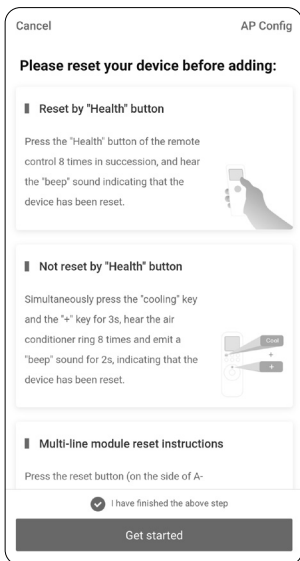 Cancel
AP Config
Please reset your device before adding:
Reset by "Health" button
Press the "Health" button of the remote
control 8 times in succession, and hear
the "beep" sound indicating that the
device has been reset.
Not reset by "Health" button
Simultaneously press the "cooling" key
and the "+" key for 3s, hear the air
conditioner ring 8 times and emit a
"beep" sound for 2s, indicating that the
device has been reset.
Cool
+
+
Multi-line module reset instructions
Press the reset button (on the side of A-
I have finished the above step
Get started